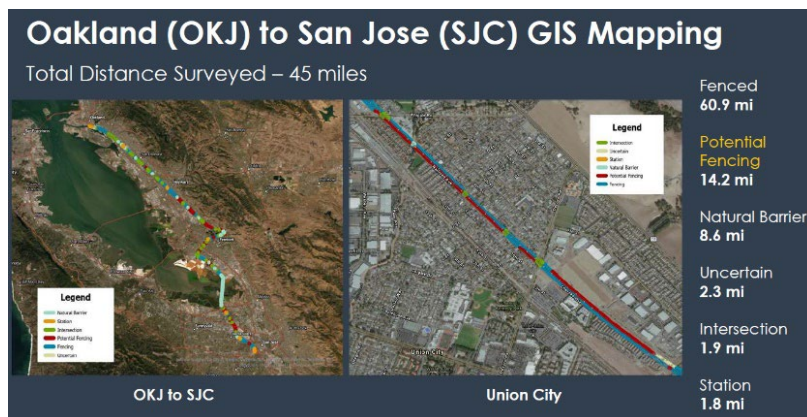 Oakland (OKJ) to San Jose (SJC) GIS Mapping
Total Distance Surveyed – 45 miles
Legend
Natural Barrier
Station
Intersection
Potential Fencing
Fencing
Uncertain
OKJ to SJC
Legend
Intersection
Uncertain
Station
Natural Barrier
Potential Fencing
Fencing
Union City
Union City
Fenced
60.9 mi
Potential
Fencing
14.2 mi
Natural Barrier
8.6 mi
Uncertain
2.3 mi
Intersection
1.9 mi
Station
1.8 mi